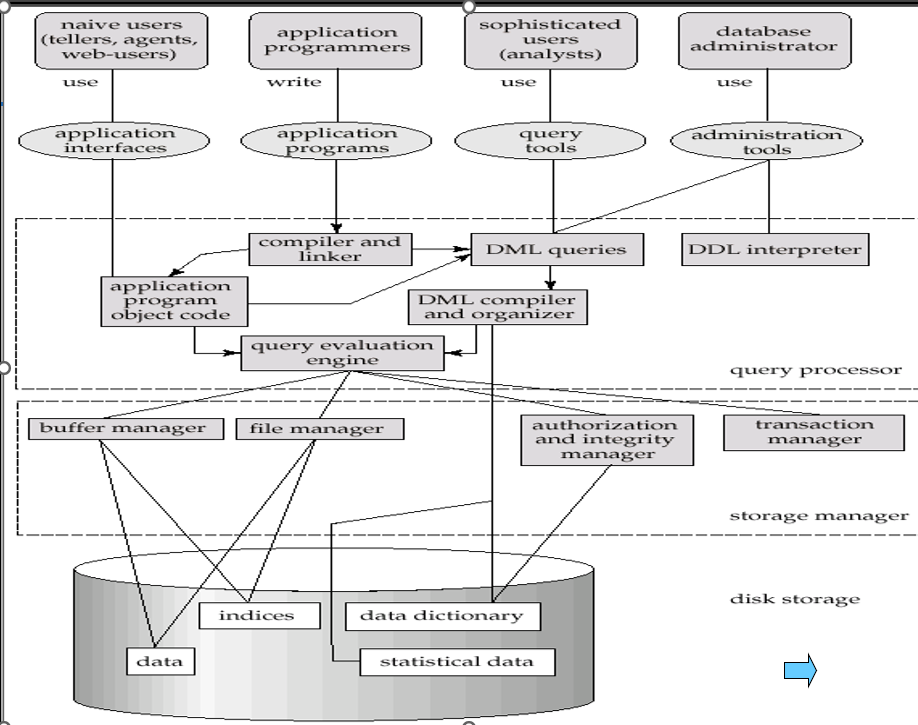 naive users
(tellers, agents,
web-users)
application
programmers
sophisticated
users
(analysts)
database
administrator
use
write
use
use
application
interfaces
application
programs
query
tools
administration
tools
compiler and
linker
DML queries
DDL interpreter
application
program
object code
DML compiler
and organizer
query evaluation
engine
query processor
buffer manager
file manager
authorization
and integrity
manager
transaction
manager
storage manager
disk storage
indices
data dictionary
data
statistical data